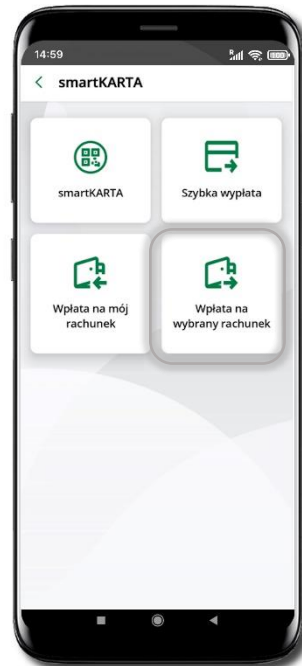 14:59
smartKARTA
smartKARTA
Szybka wypłata
Wpłata na mój
rachunek
Wpłata na
wybrany rachunek